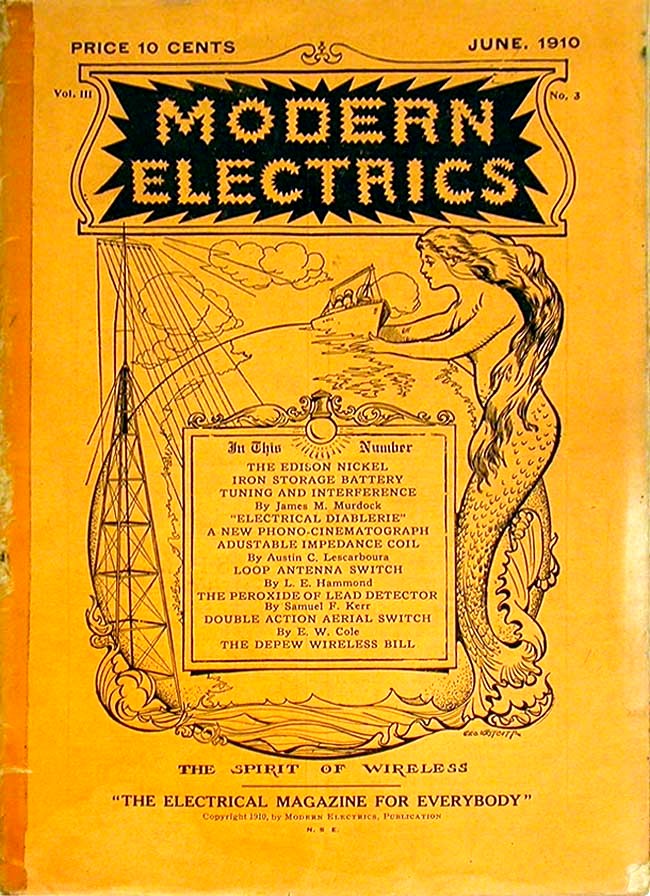 PRICE 10 CENTS
JUNE. 1910
Vol. III
No. 3
MODERN
ELECTRICS
In This Number
THE EDISON NICKEL
IRON STORAGE BATTERY
TUNING AND INTERFERENCE
By James M. Murdock
"ELECTRICAL DIABLERIE"
A NEW PHONO-CINEMATOGRAPH
ADUSTABLE IMPEDANCE COIL
By Austin C. Lescarboura
LOOP ANTENNA SWITCH
By L. E. Hammond
THE PEROXIDE OF LEAD DETECTOR
By Samuel F. Kerr
DOUBLE ACTION AERIAL SWITCH
By E. W. Cole
THE DEPEW WIRELESS BILL
THE SPIRIT OF WIRELESS
"THE ELECTRICAL MAGAZINE FOR EVERYBODY"
Copyright 1910, by MODERN ELECTRICS, PUBLICATION
N. S. E.